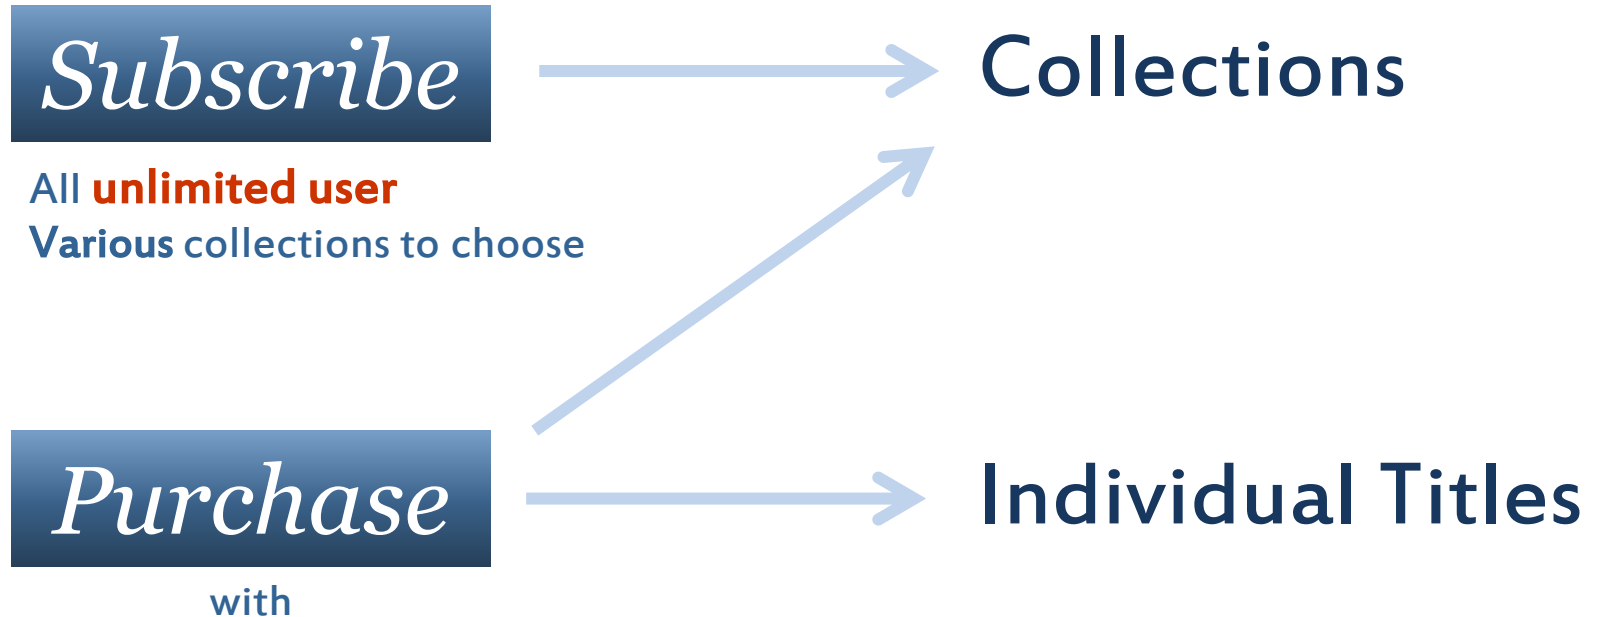 Subscribe
Collections
All unlimited user
Various collections to choose
Purchase
Individual Titles
with